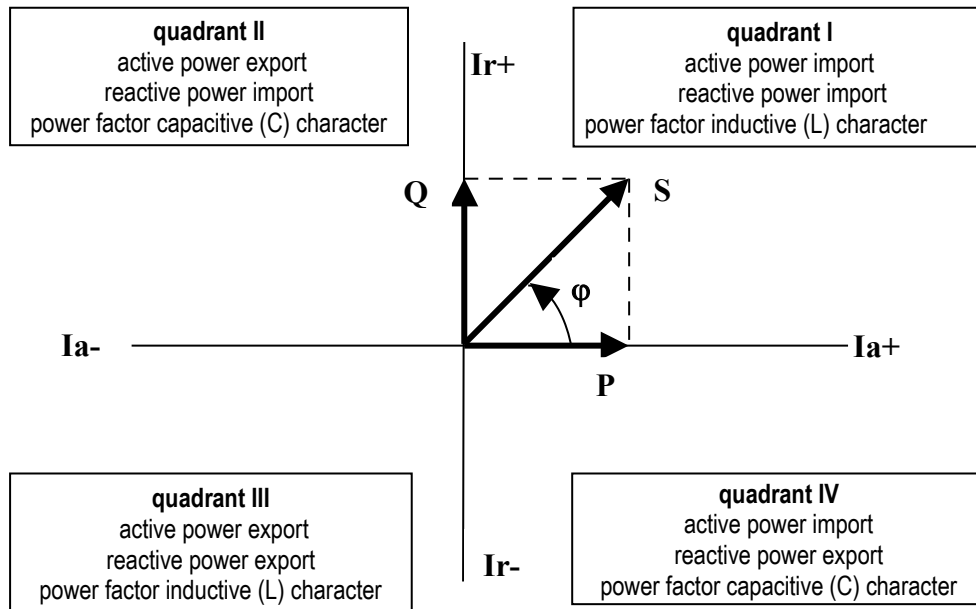 quadrant II
active power export
reactive power import
power factor capacitive (C) character
quadrant I
active power import
reactive power import
power factor inductive (L) character
Ir+
Q
S
φ
Ia-
Ia+
P
quadrant III
active power export
reactive power export
power factor inductive (L) character
Ir-
quadrant IV
active power import
reactive power export
power factor capacitive (C) character